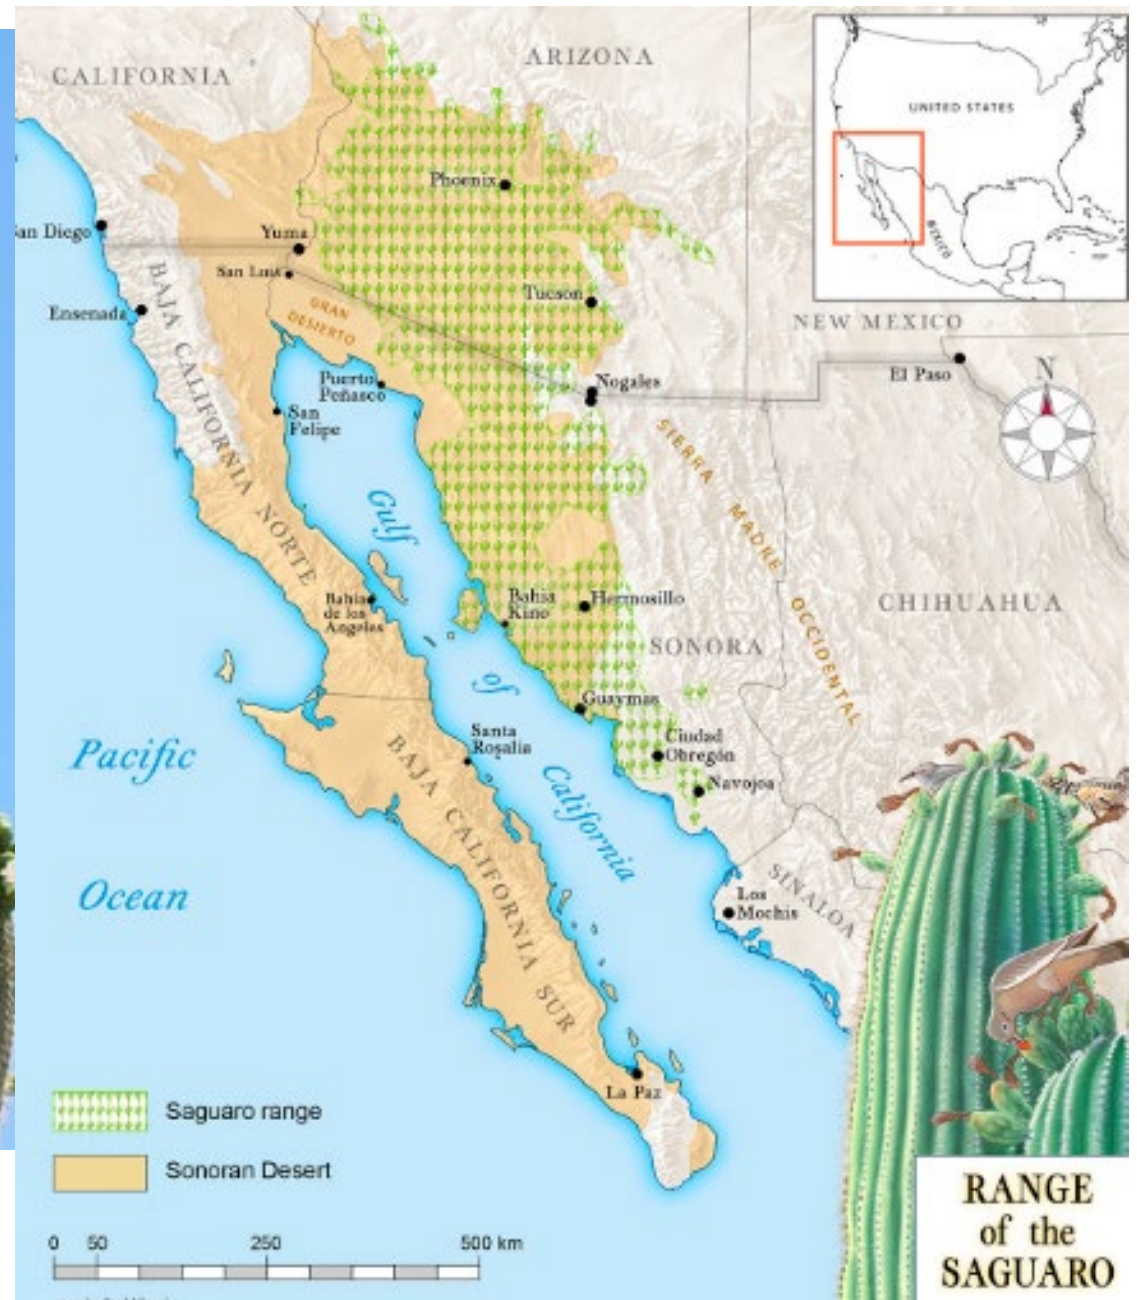 CALIFORNIA
ARIZONA
UNITED STATES
MEXICO
Phoenix
an Diego
Yuma
San Luis
Ensenada
BAJA CALIFORNIA NORTE
GRAN
DESIERTO
Tucson
NEW MEXICO
El Paso
N
Nogales
Puerto
Peñasco
San
Felipe
SIERRA MADRE OCCIDENTAL
Gulf
of
California
Bahia
de los
Angeles
Bahia
Kino
Hermosillo
CHIHUAHUA
SONORA
Guaymas
Ciudad
Obregón
Navojoa
Pacific
Ocean
Santa
Rosalia
BAJA CALIFORNIA SUR
Los
Mochis
SINALOA
La Paz
Saguaro range
Sonoran Desert
0 50 250 500 km
RANGE
of the
SAGUARO